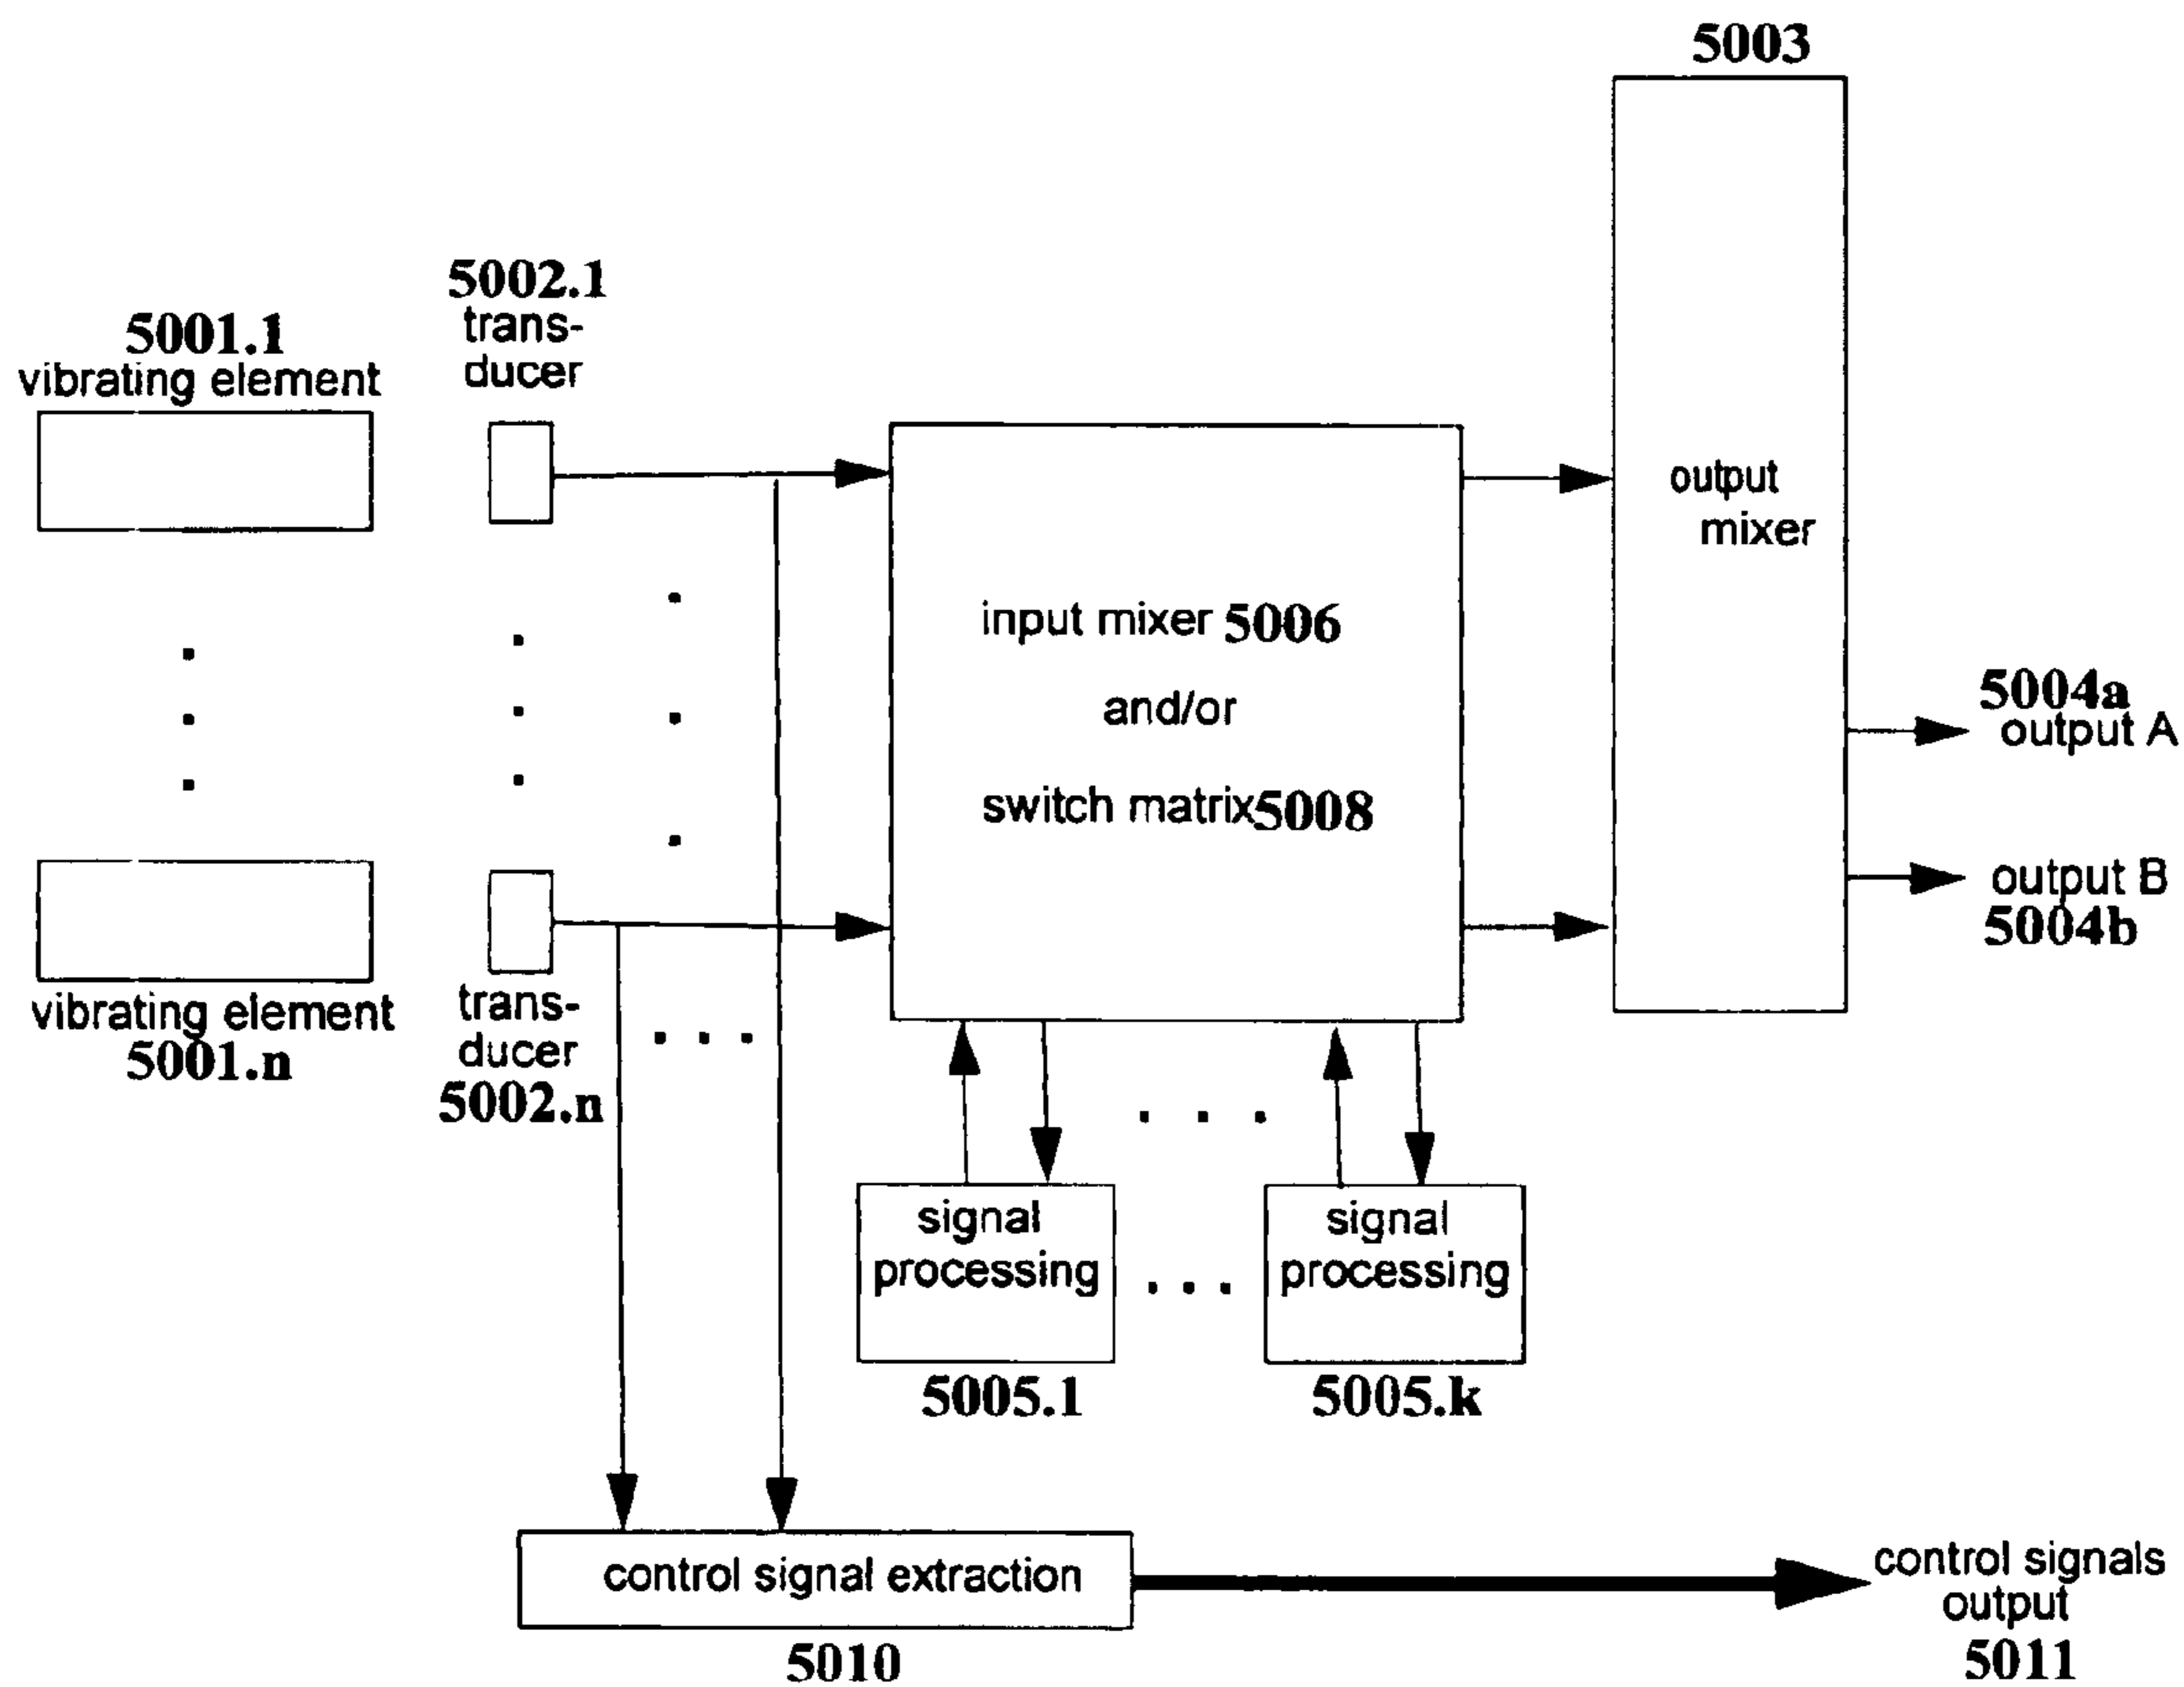 5003
5002.1
trans-
ducer
5001.1
vibrating element
output
mixer
input mixer 5006
and/or
switch matrix5008
5004a
output A
output B
5004b
vibrating element
5001.n
trans-
ducer
5002.n
signal
processing
5005.1
signal
processing
5005.k
control signal extraction
5010
control signals
output
5011